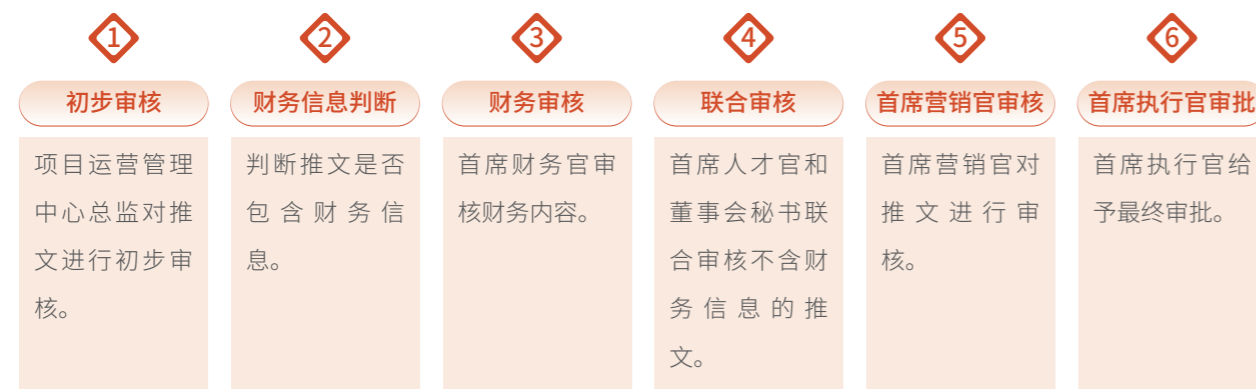 1
初步审核
项目运营管理
中心总监对推
文进行初步审
核。
2
财务信息判断
判断推文是否
包含财务信
息。
3
财务审核
首席财务官审
核财务内容。
4
联合审核
首席人才官和
董事会秘书联
合审核不含财
务信息的推
文。
5
首席营销官审核
首席营销官对
推文进行审
核。
6
首席执行官审批
首席执行官给
予最终审批。